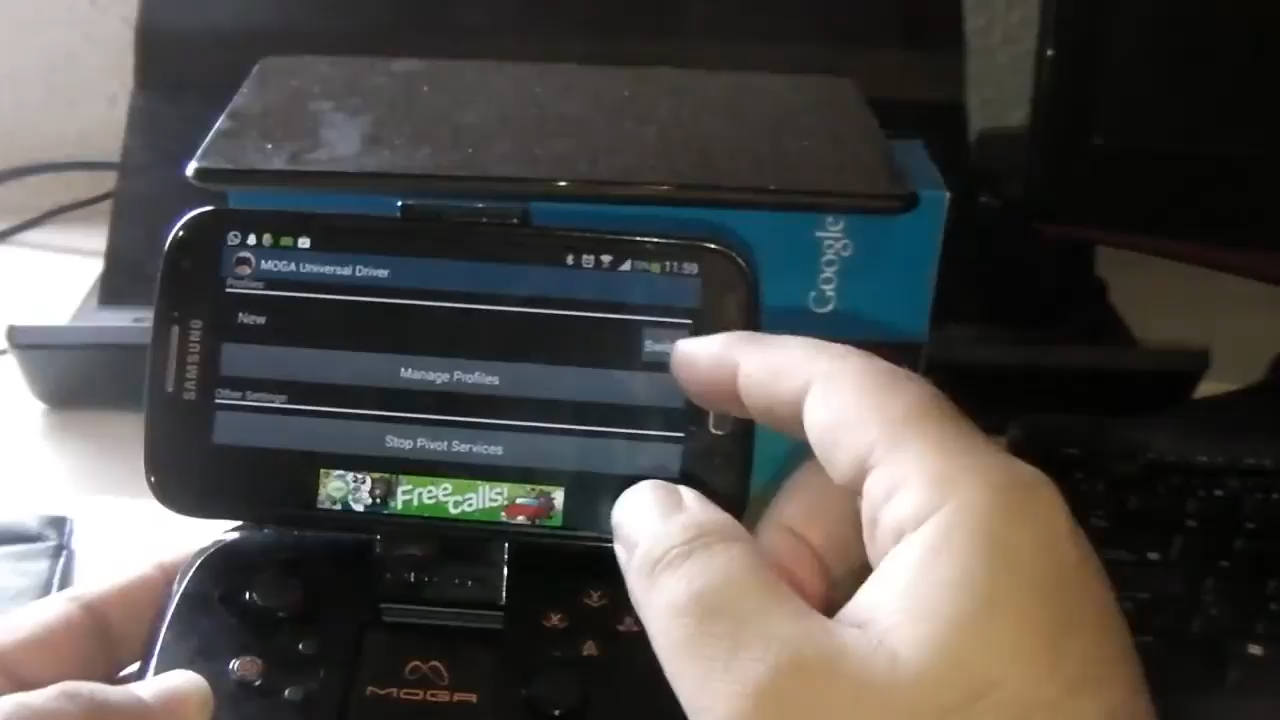 Google
11:59
MOGA Universal Driver
Profiles
New
SAMSUNG
Manage Profiles
Other Settings
Stop Pivot Services
Free calls!
Y
X
A
MOGA